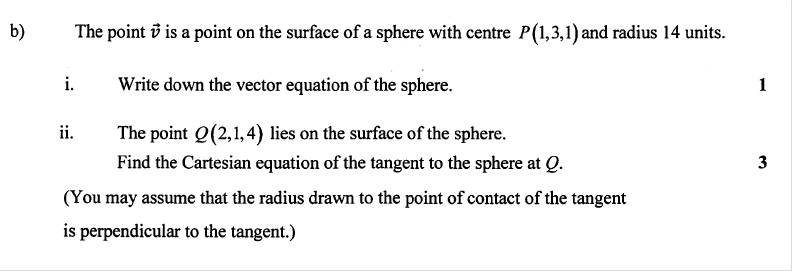 b) The point v⃗ is a point on the surface of a sphere with centre P(1,3,1) and radius 14 units.
i. Write down the vector equation of the sphere. 1
ii. The point Q(2,1,4) lies on the surface of the sphere.
Find the Cartesian equation of the tangent to the sphere at Q. 3
(You may assume that the radius drawn to the point of contact of the tangent
is perpendicular to the tangent.)